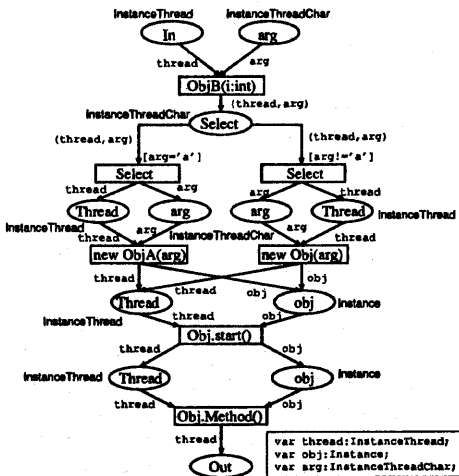 InstanceThread InstanceThreadChar
In arg
thread arg
ObjB(i:int)
InstanceThreadChar (thread,arg)
Select
(thread,arg) (thread,arg)
[arg='a'] [arg!='a']
Select Select
thread arg arg thread
Thread arg arg Thread InstanceThread
InstanceThread thread arg InstanceThreadChar arg thread
new ObjA(arg) new Obj(arg)
thread thread obj obj
Thread obj Instance
InstanceThread thread obj
Obj.start()
thread obj
InstanceThread Thread obj Instance
thread obj
Obj.Method()
thread
Out
var thread:InstanceThread;
var obj:Instance;
var arg:InstanceThreadChar;